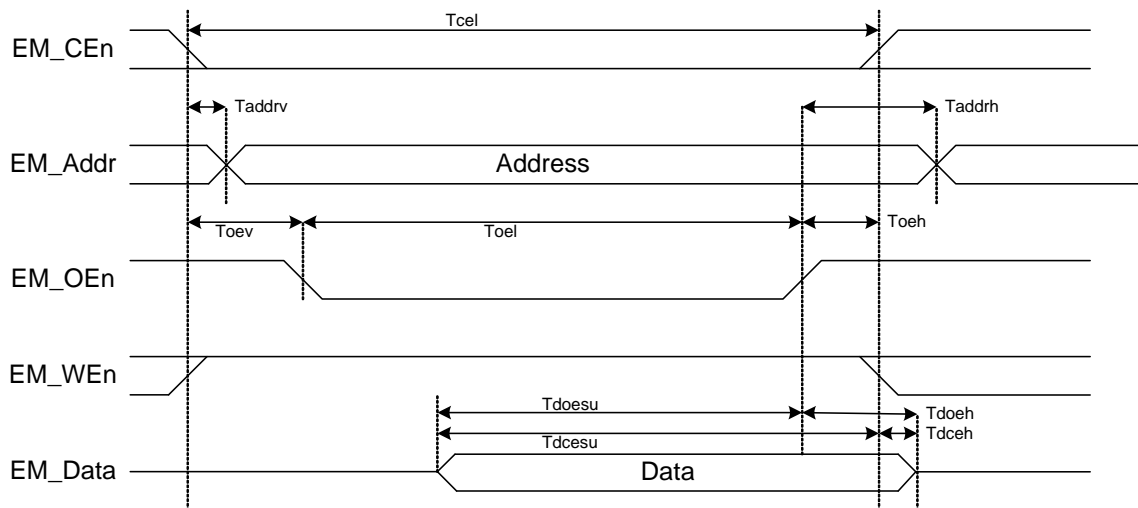 Tcel
EM_CEn
Taddrv
Taddrh
EM_Addr
Address
Toev
Toel
Toeh
EM_OEn
EM_WEn
Tdoesu
Tdoeh
Tdcesu
Tdceh
EM_Data
Data